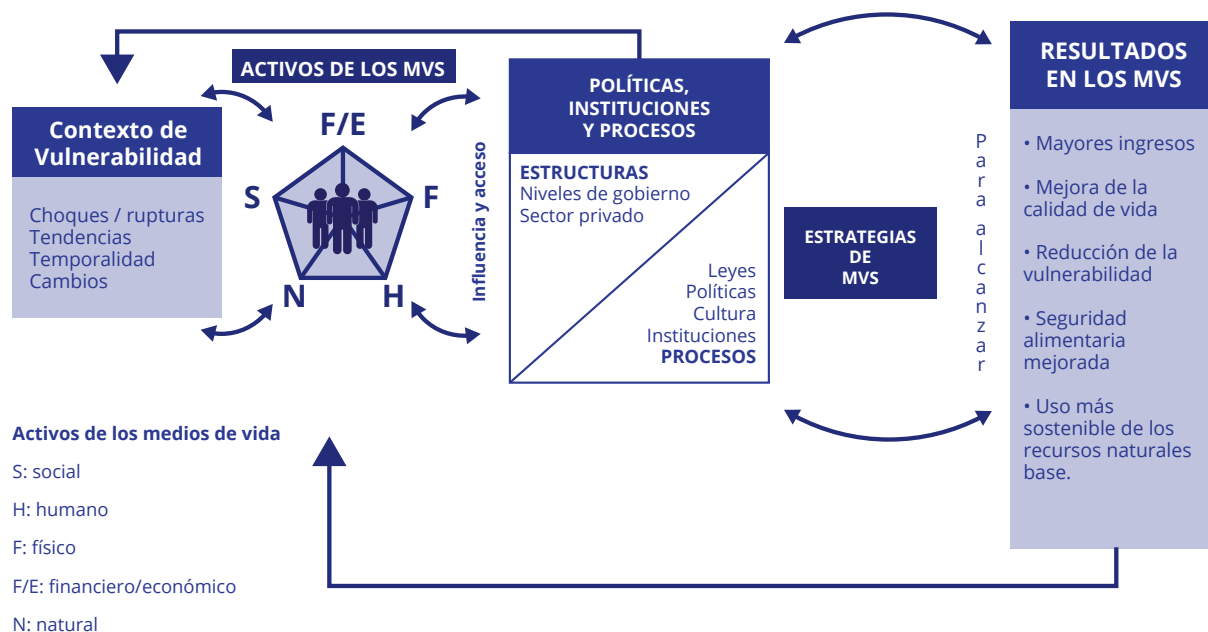 ACTIVOS DE LOS MVS
Contexto de
Vulnerabilidad
Choques / rupturas
Tendencias
Temporalidad
Cambios
F/E
S
F
N
H
Influencia y acceso
POLÍTICAS,
INSTITUCIONES
Y PROCESOS
ESTRUCTURAS
Niveles de gobierno
Sector privado
Leyes
Políticas
Cultura
Instituciones
PROCESOS
ESTRATEGIAS
DE
MVS
Para alcanzar
RESULTADOS
EN LOS MVS
• Mayores ingresos
• Mejora de la
calidad de vida
• Reducción de la
vulnerabilidad
• Seguridad
alimentaria
mejorada
• Uso más
sostenible de los
recursos naturales
base.
Activos de los medios de vida
S: social
H: humano
F: físico
F/E: financiero/económico
N: natural